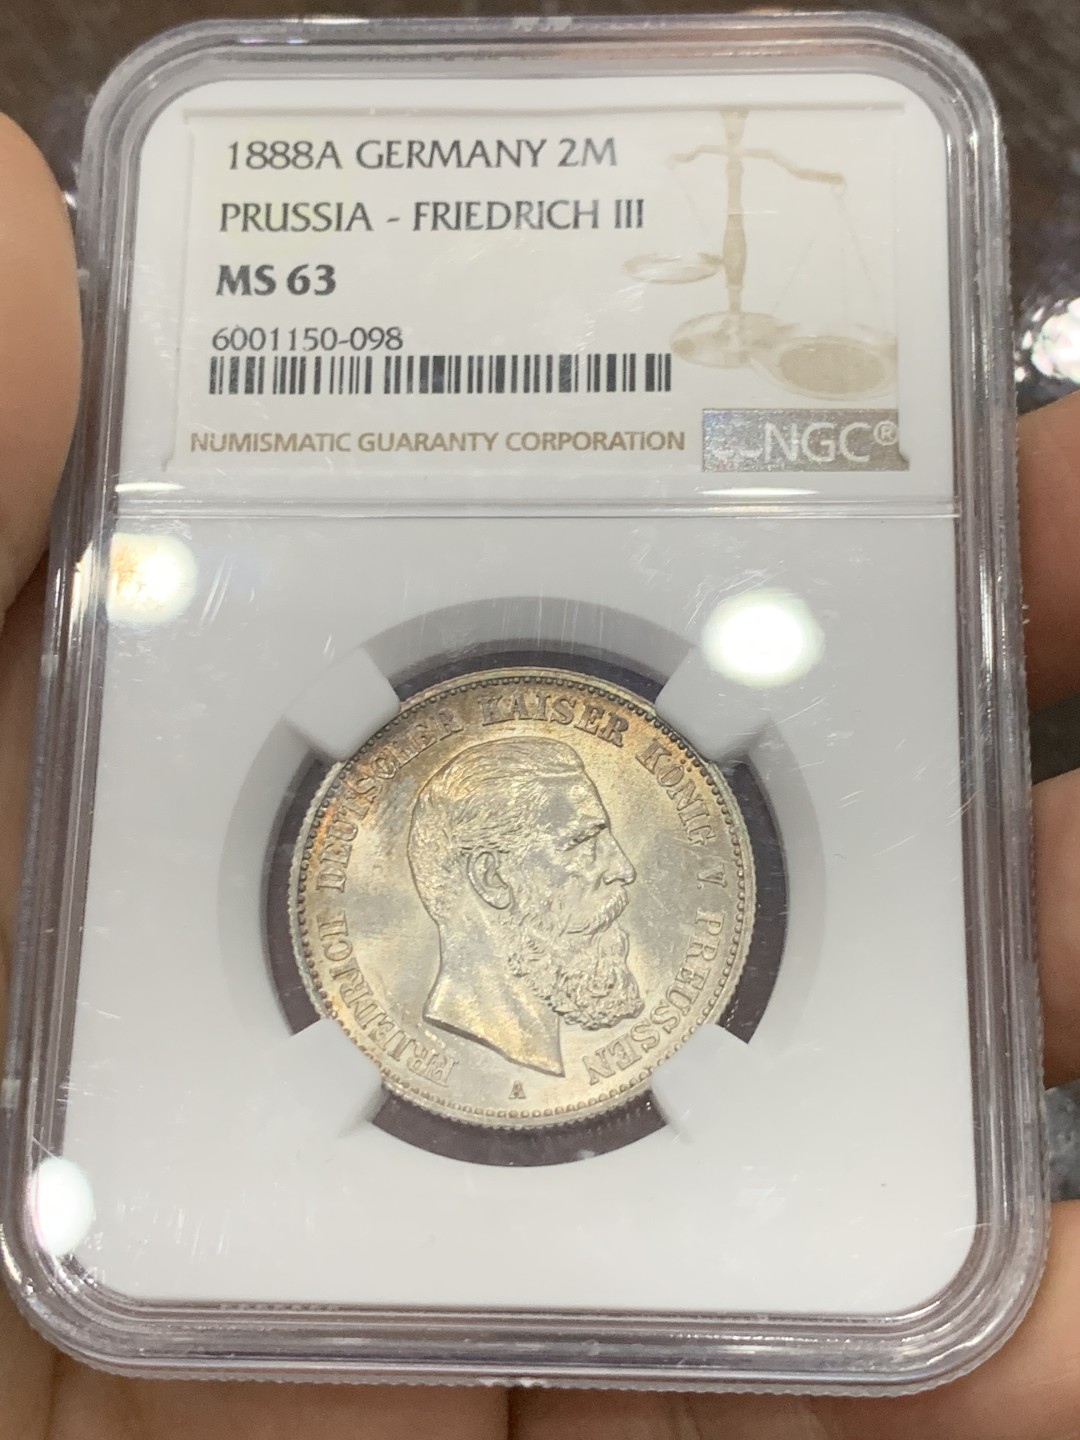 1888A GERMANY 2M
PRUSSIA - FRIEDRICH III
MS 63
6001150-098
NUMISMATIC GUARANTY CORPORATION
NGC®
FRIEDRICH DEUTSCHER KAISER KÖNIG V. PREUSSEN
A